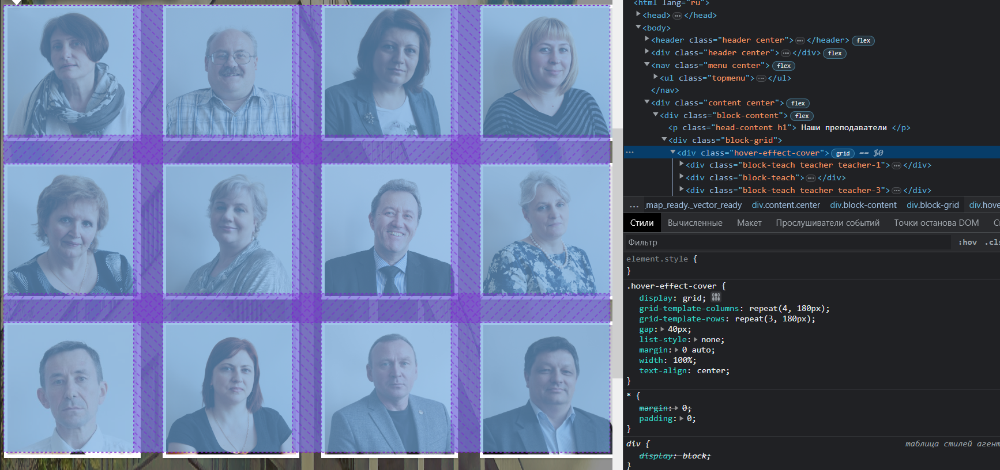 <html lang="ru">
<head> ··· </head>
<body>
<header class="header center"> ··· </header> flex
<div class="header center"> ··· </div> flex
<nav class="menu center"> flex
<ul class="topmenu"> ··· </ul>
</nav>
<div class="content center"> flex
<div class="block-content"> flex
<p class="head-content h1"> Наши преподаватели </p>
<div class="block-grid">
··· <div class="hover-effect-cover"> grid == $0
<div class="block-teach teacher teacher-1"> ··· </div>
<div class="block-teach"> ··· </div>
<div class="block-teach teacher teacher-3"> ··· </div>
... _map_ready._vector_ready div.content.center div.block-content div.block-grid div.hove
Стили Вычисленные Макет Прослушиватели событий Точки останова DOM С
Фильтр :hov .cls
element.style {
}
.hover-effect-cover {
display: grid;
grid-template-columns: repeat(4, 180px);
grid-template-rows: repeat(3, 180px);
gap: 40px;
list-style: none;
margin: 0 auto;
width: 100%;
text-align: center;
}
* {
margin: 0;
padding: 0;
}
div { таблица стилей агент
display: block;
}